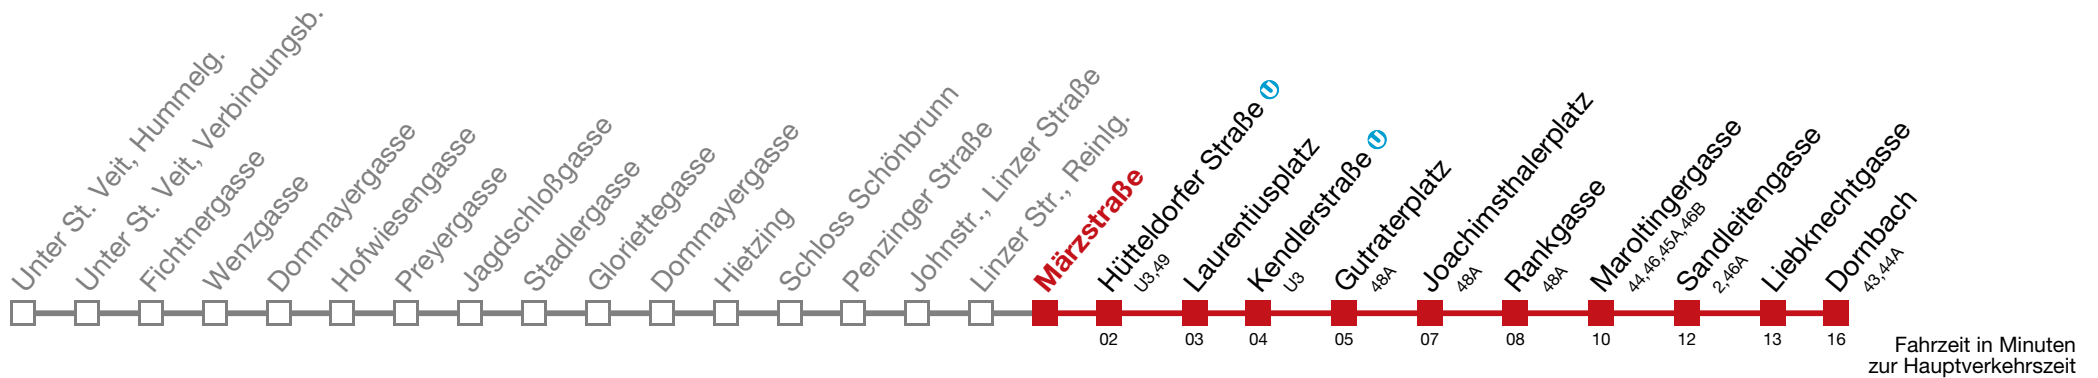 Unter St. Veit, Hummelg.
Unter St. Veit, Verbindungsb.
Fichtnergasse
Wenzgasse
Dommayergasse
Hofwiesengasse
Preyergasse
Jagdschloßgasse
Stadlergasse
Gloriettegasse
Dommayergasse
Hietzing
Schloss Schönbrunn
Penzinger Straße
Johnstr., Linzer Straße
Linzer Str., Reinlg.
Märzstraße
Hütteldorfer Straße U
U3,49
Laurentiusplatz
Kendlerstraße U
U3
Gutraterplatz
48A
Joachimsthalerplatz
48A
Rankgasse
48A
Maroltingergasse
44,46,45A,46B
Sandleitengasse
2,46A
Liebknechtgasse
Dornbach
43,44A
02 03 04 05 07 08 10 12 13 16
Fahrzeit in Minuten
zur Hauptverkehrszeit